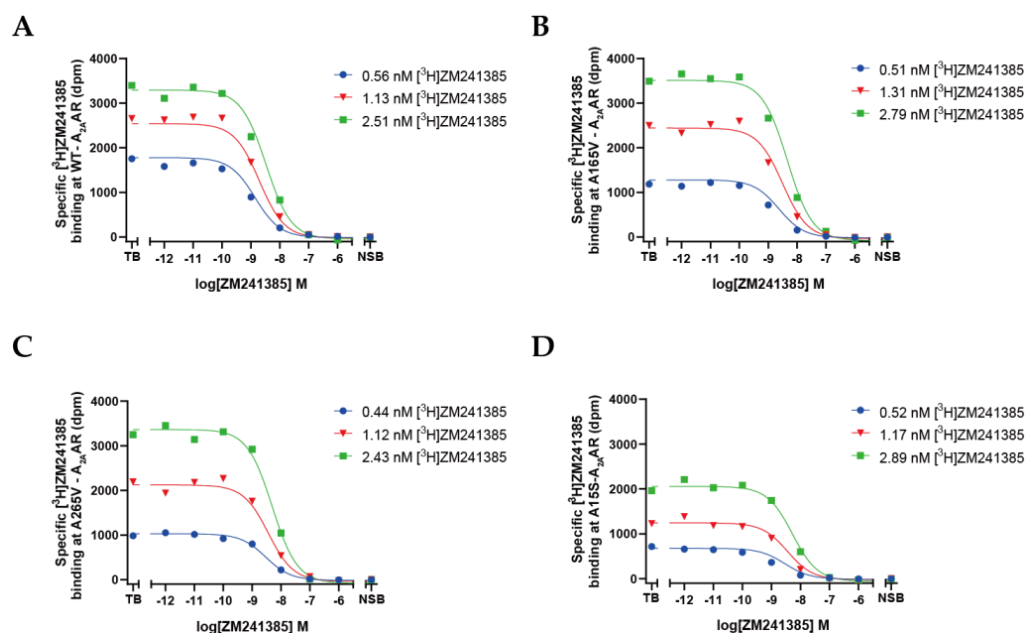 A
Specific [³H]ZM241385
binding at WT- A₂ₐAR (dpm)
4000
3000
2000
1000
0
TB -12 -11 -10 -9 -8 -7 -6 NSB
log[ZM241385] M
0.56 nM [³H]ZM241385
1.13 nM [³H]ZM241385
2.51 nM [³H]ZM241385
B
Specific [³H]ZM241385
binding at A165V - A₂ₐAR (dpm)
4000
3000
2000
1000
0
TB -12 -11 -10 -9 -8 -7 -6 NSB
log[ZM241385] M
0.51 nM [³H]ZM241385
1.31 nM [³H]ZM241385
2.79 nM [³H]ZM241385
C
Specific [³H]ZM241385
binding at A265V - A₂ₐAR (dpm)
4000
3000
2000
1000
0
TB -12 -11 -10 -9 -8 -7 -6 NSB
log[ZM241385] M
0.44 nM [³H]ZM241385
1.12 nM [³H]ZM241385
2.43 nM [³H]ZM241385
D
Specific [³H]ZM241385
binding at A15S-A₂ₐAR (dpm)
4000
3000
2000
1000
0
TB -12 -11 -10 -9 -8 -7 -6 NSB
log[ZM241385] M
0.52 nM [³H]ZM241385
1.17 nM [³H]ZM241385
2.89 nM [³H]ZM241385